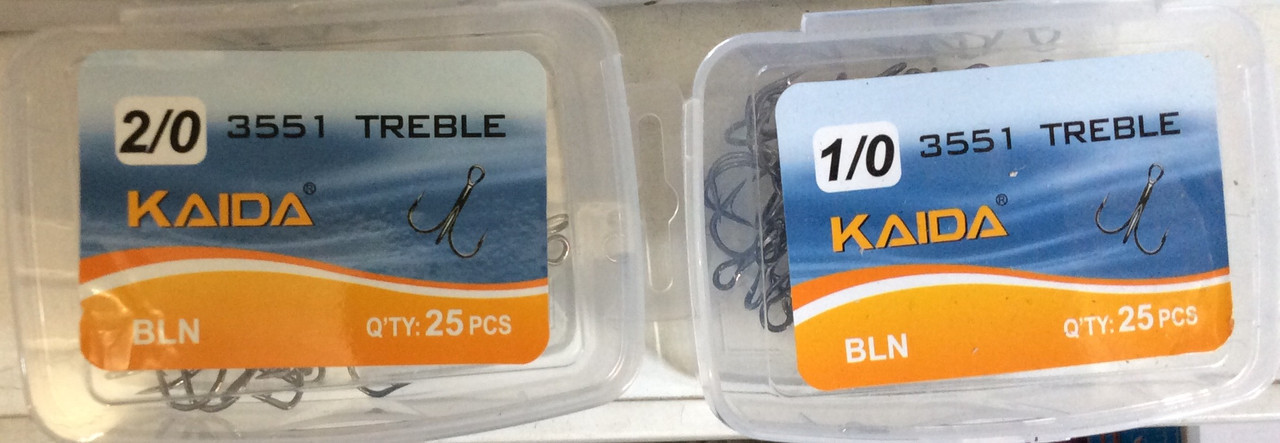 2/0 3551 TREBLE
KAIDA®
BLN Q'TY: 25 PCS
1/0 3551 TREBLE
KAIDA®
BLN Q'TY: 25 PCS